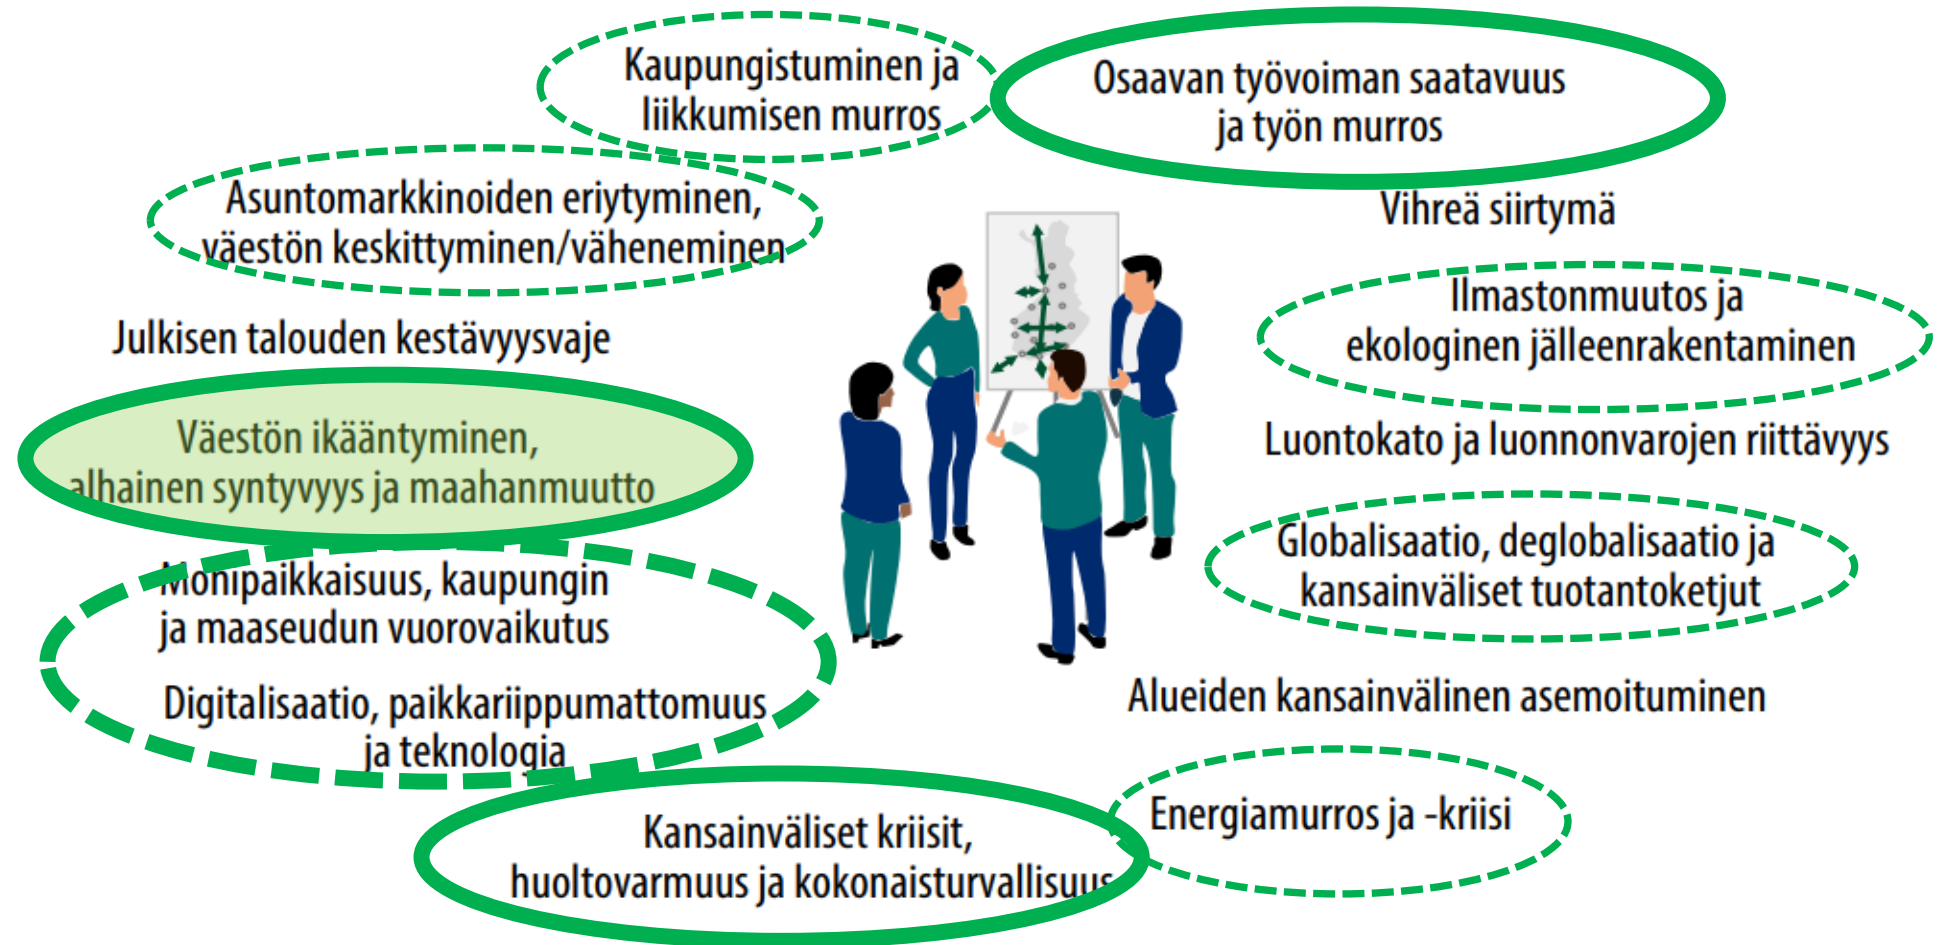 Kaupungistuminen ja
liikkumisen murros
Osaavan työvoiman saatavuus
ja työn murros
Asuntomarkkinoiden eriytyminen,
väestön keskittyminen/väheneminen
Vihreä siirtymä
Julkisen talouden kestävyysvaje
Ilmastonmuutos ja
ekologinen jälleenrakentaminen
Väestön ikääntyminen,
alhainen syntyvyys ja maahanmuutto
Luontokato ja luonnonvarojen riittävyys
Monipaikkaisuus, kaupungin
ja maaseudun vuorovaikutus
Globalisaatio, deglobalisaatio ja
kansainväliset tuotantoketjut
Digitalisaatio, paikkariippumattomuus
ja teknologia
Alueiden kansainvälinen asemoituminen
Kansainväliset kriisit,
huoltovarmuus ja kokonaisturvallisuus
Energiamurros ja -kriisi